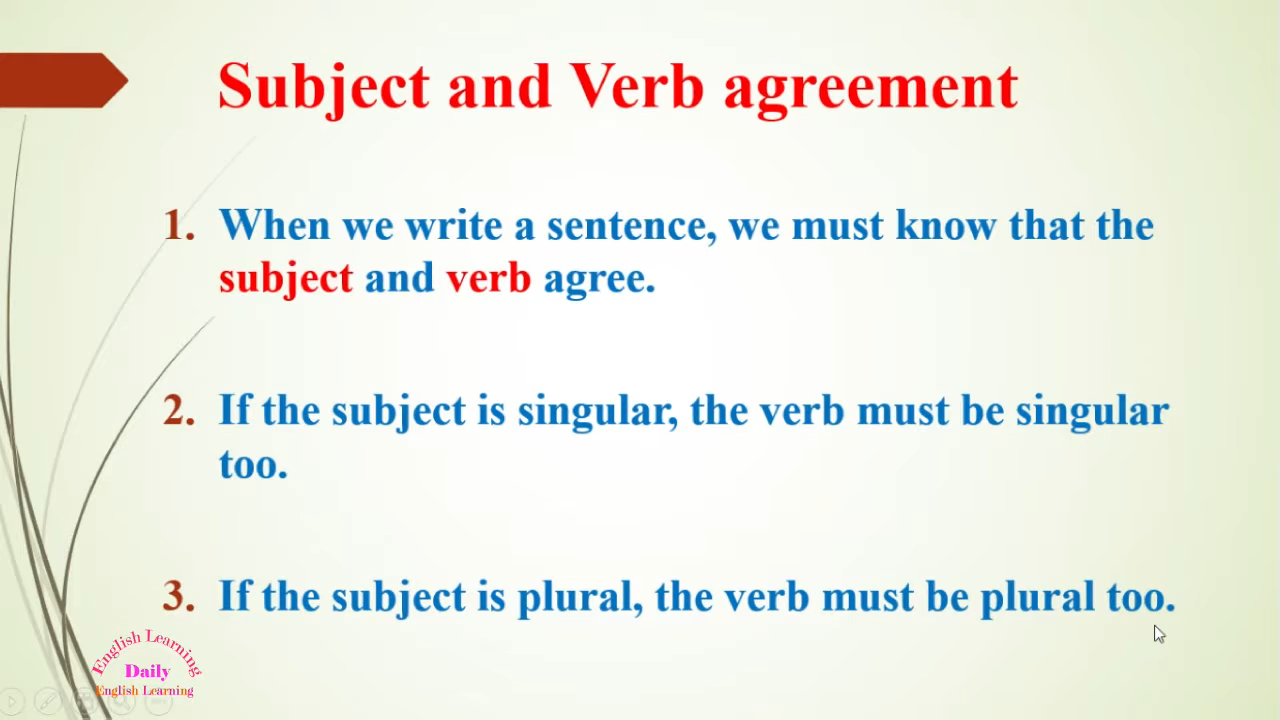 Subject and Verb agreement
1. When we write a sentence, we must know that the
subject and verb agree.
2. If the subject is singular, the verb must be singular
too.
3. If the subject is plural, the verb must be plural too.
English Learning
Daily
English Learning